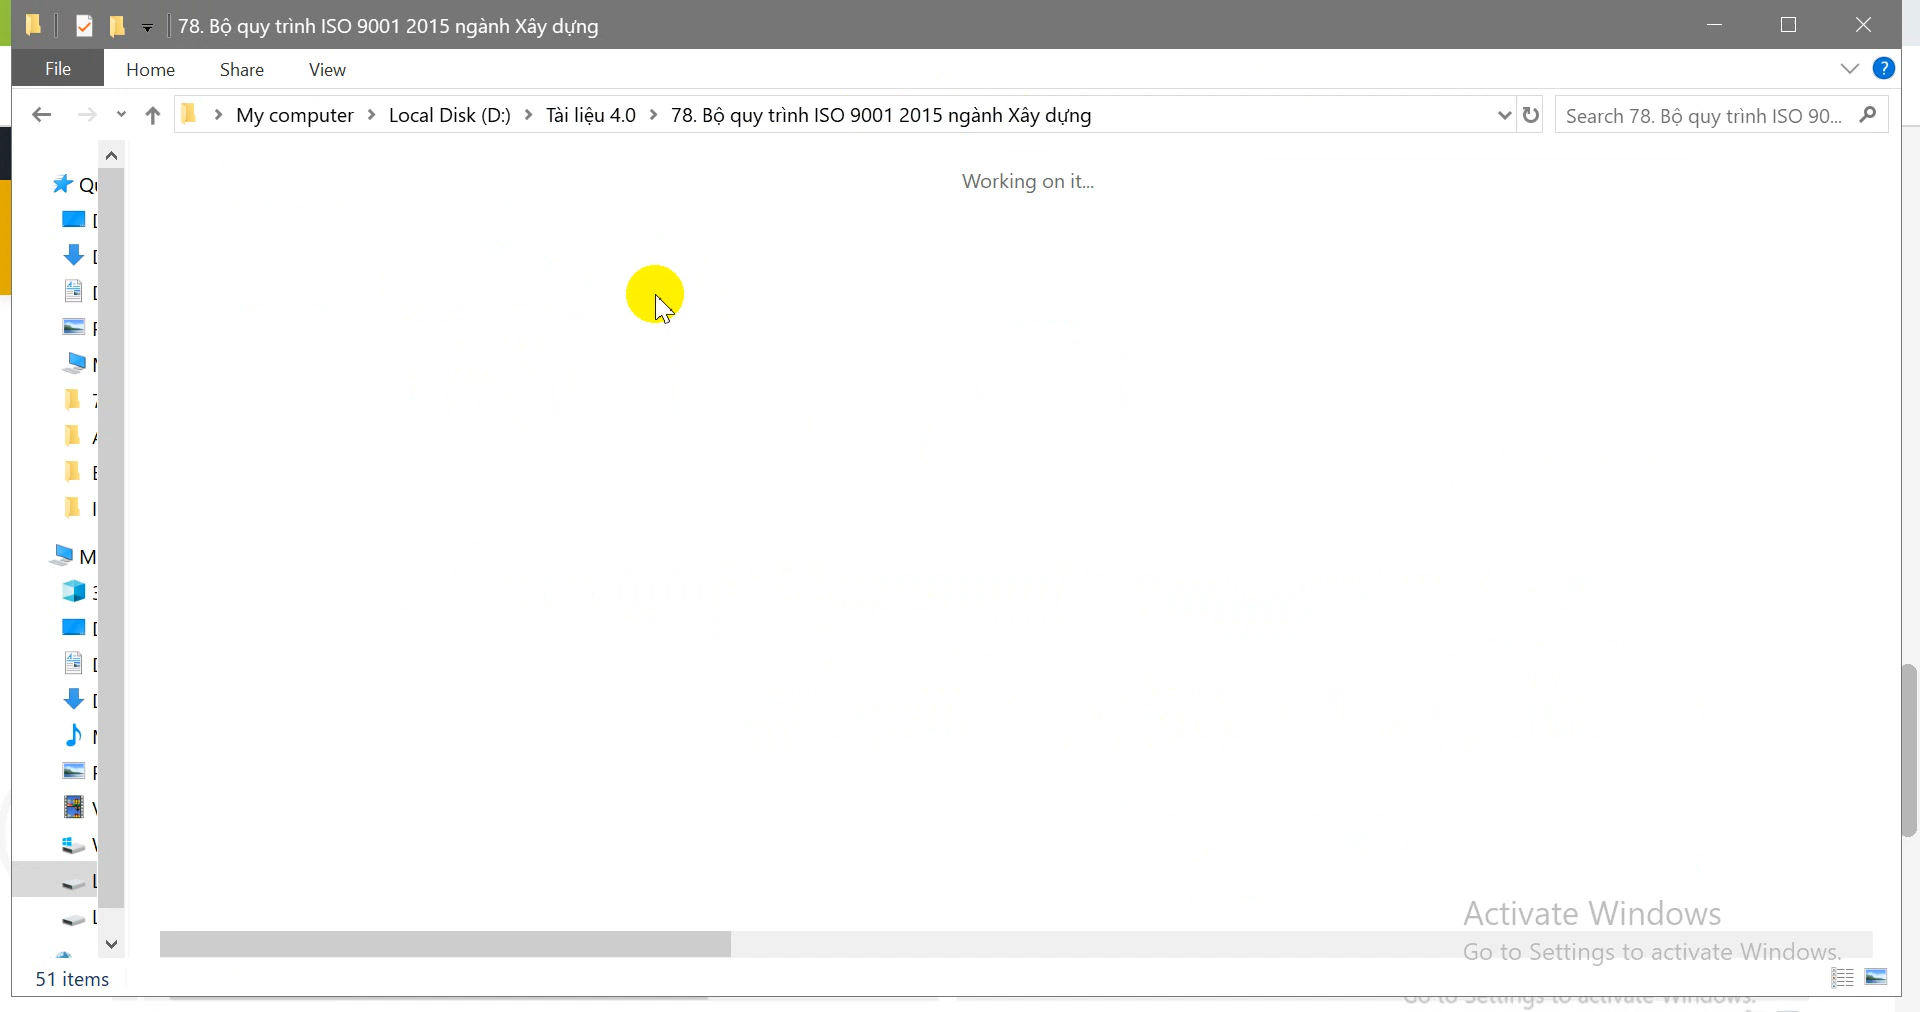 78. Bộ quy trình ISO 9001 2015 ngành Xây dựng
File Home Share View
My computer Local Disk (D:) Tài liệu 4.0 78. Bộ quy trình ISO 9001 2015 ngành Xây dựng
Search 78. Bộ quy trình ISO 90...
Working on it...
Activate Windows
Go to Settings to activate Windows.
51 items